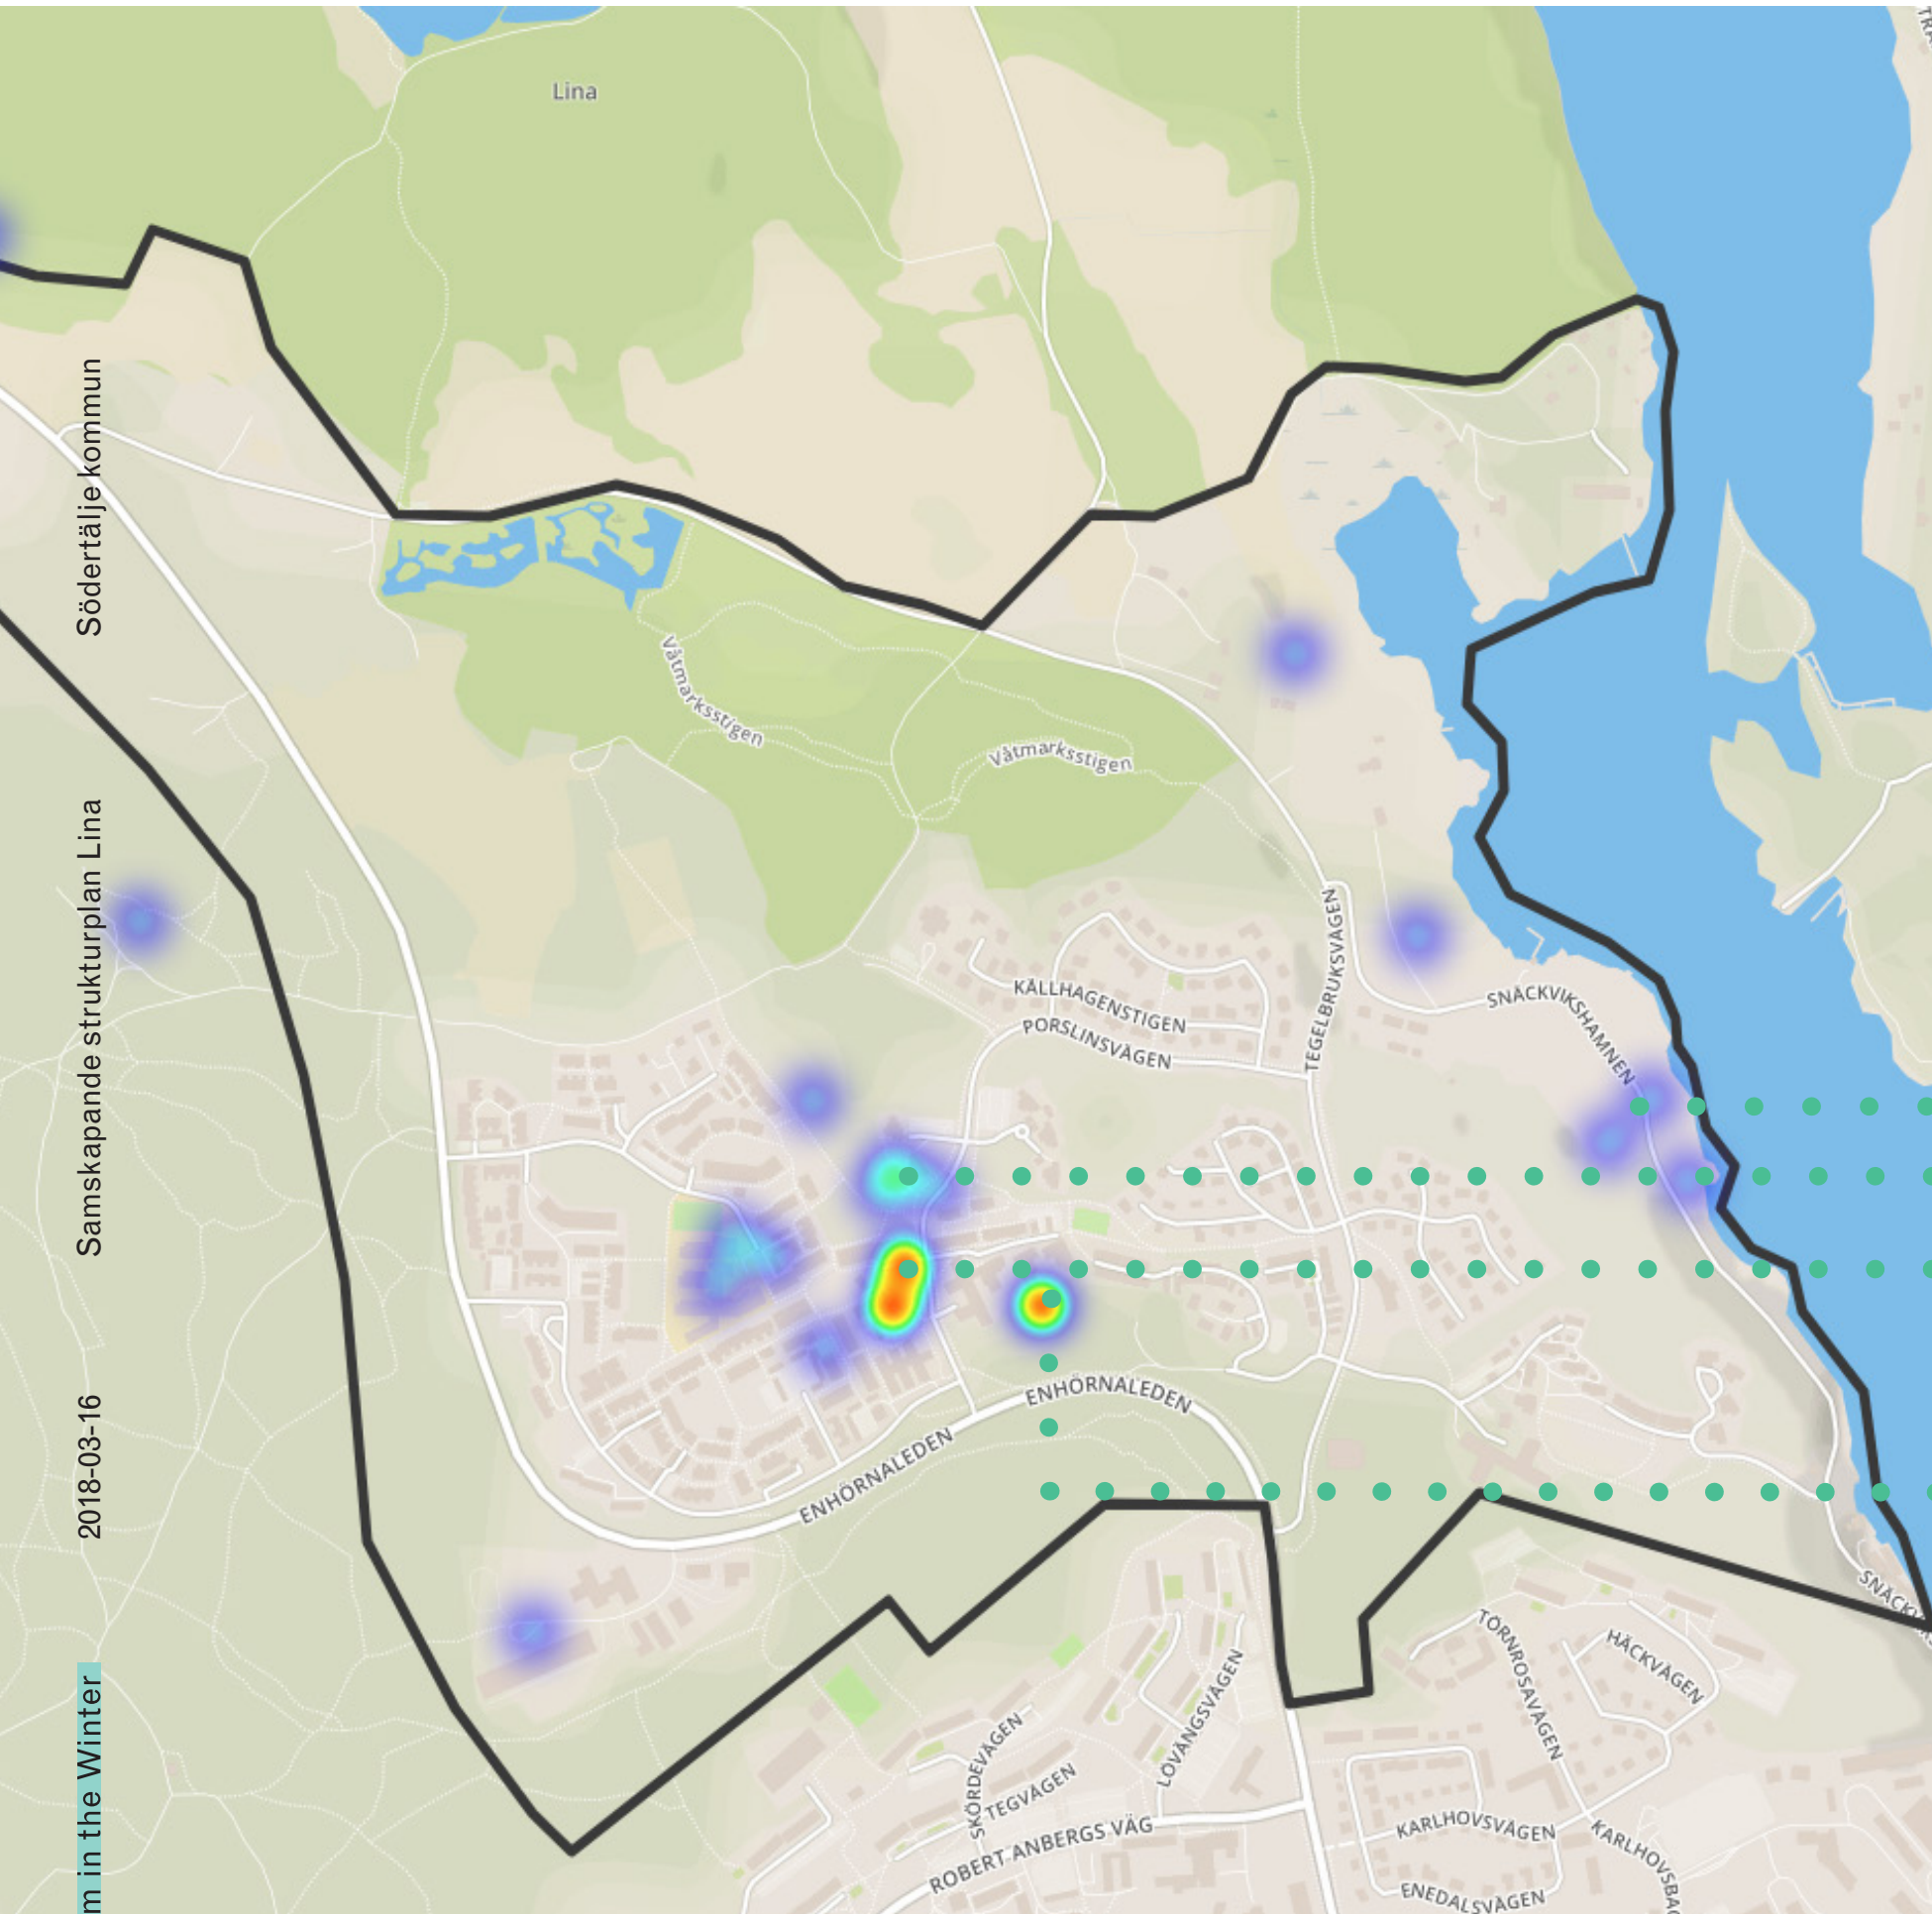 Lina
Södertälje kommun
Samskapande strukturplan Lina
2018-03-16
m in the Winter
Våtmarksstigen
Våtmarksstigen
KÄLLHAGENSTIGEN
PORSLINSVÄGEN
TEGELBRUKSVÄGEN
SNÄCKVIKSHAMNEN
ENHÖRNALEDEN
ENHÖRNALEDEN
TÖRNROSAVÄGEN
HÄCKVÄGEN
LÖVÄNGSVÄGEN
SKÖRDEVÄGEN
TEGVÄGEN
ROBERT ANBERGS VÄG
KARLHOVSVÄGEN
ENEDALSVÄGEN